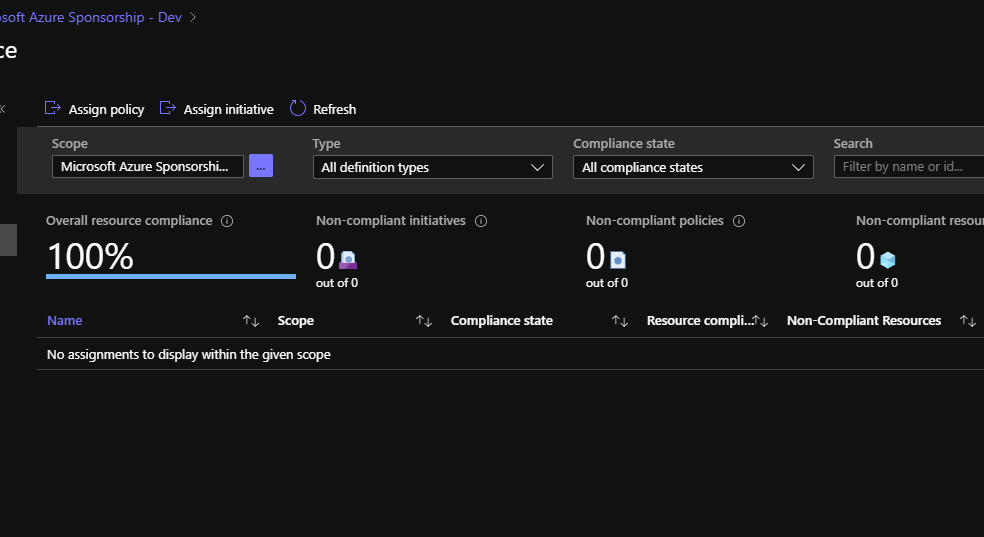 osoft Azure Sponsorship - Dev
ce
Assign policy Assign initiative Refresh
Scope Type Compliance state Search
Microsoft Azure Sponsorshi... ... All definition types All compliance states Filter by name or id...
Overall resource compliance Non-compliant initiatives Non-compliant policies Non-compliant resour
100% 0 0 0
out of 0 out of 0 out of 0
Name Scope Compliance state Resource compli... Non-Compliant Resources
No assignments to display within the given scope